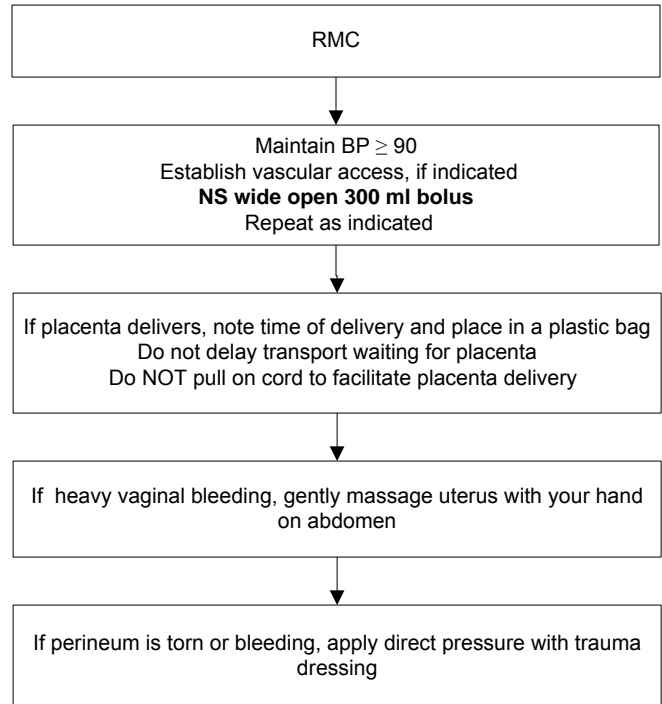 RMC
Maintain BP ≥ 90
Establish vascular access, if indicated
NS wide open 300 ml bolus
Repeat as indicated
If placenta delivers, note time of delivery and place in a plastic bag
Do not delay transport waiting for placenta
Do NOT pull on cord to facilitate placenta delivery
If heavy vaginal bleeding, gently massage uterus with your hand
on abdomen
If perineum is torn or bleeding, apply direct pressure with trauma
dressing